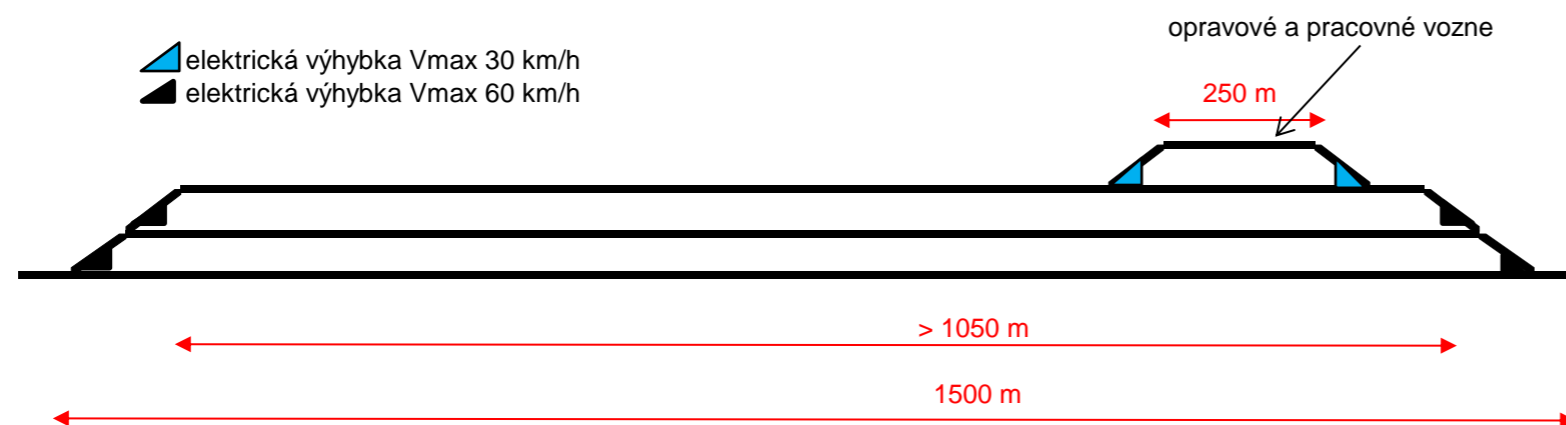 opravové a pracovné vozne
elektrická výhybka Vmax 30 km/h
elektrická výhybka Vmax 60 km/h
250 m
> 1050 m
1500 m